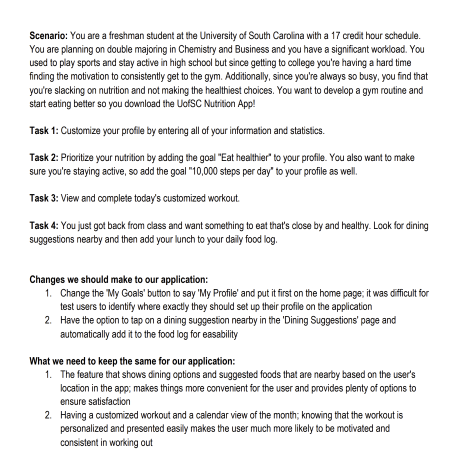 Scenario: You are a freshman student at the University of South Carolina with a 17 credit hour schedule.
You are planning on double majoring in Chemistry and Business and you have a significant workload. You
used to play sports and stay active in high school but since getting to college you're having a hard time
finding the motivation to consistently get to the gym. Additionally, since you're always so busy, you find that
you're slacking on nutrition and not making the healthiest choices. You want to develop a gym routine and
start eating better so you download the UofSC Nutrition App!
Task 1: Customize your profile by entering all of your information and statistics.
Task 2: Prioritize your nutrition by adding the goal "Eat healthier" to your profile. You also want to make
sure you're staying active, so add the goal "10,000 steps per day" to your profile as well.
Task 3: View and complete today's customized workout.
Task 4: You just got back from class and want something to eat that's close by and healthy. Look for dining
suggestions nearby and then add your lunch to your daily food log.
Changes we should make to our application:
1. Change the 'My Goals' button to say 'My Profile' and put it first on the home page; it was difficult for
test users to identify where exactly they should set up their profile on the application
2. Have the option to tap on a dining suggestion nearby in the 'Dining Suggestions' page and
automatically add it to the food log for easability
What we need to keep the same for our application:
1. The feature that shows dining options and suggested foods that are nearby based on the user's
location in the app; makes things more convenient for the user and provides plenty of options to
ensure satisfaction
2. Having a customized workout and a calendar view of the month; knowing that the workout is
personalized and presented easily makes the user much more likely to be motivated and
consistent in working out